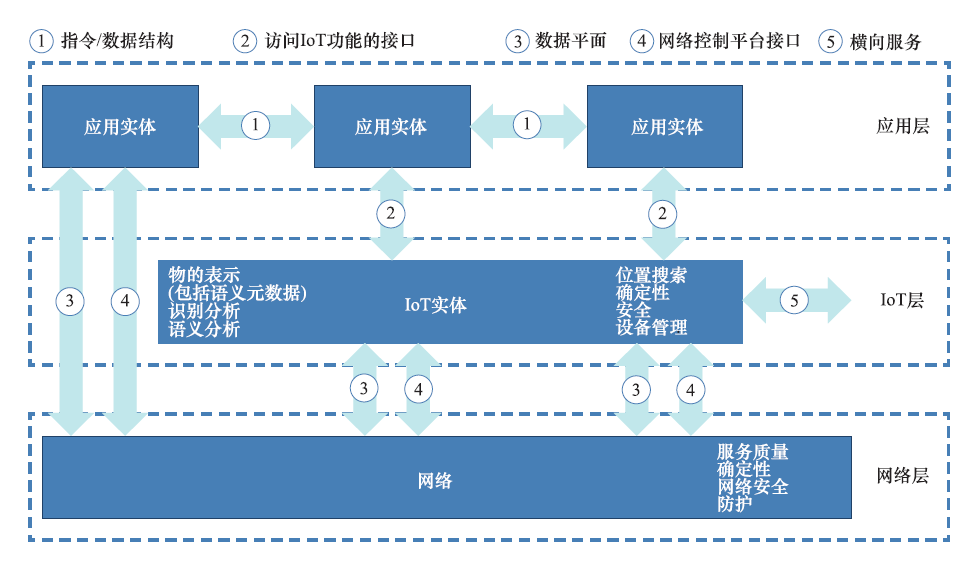 1 指令/数据结构
2 访问IoT功能的接口
3 数据平面
4 网络控制平台接口
5 横向服务
应用实体
1
应用实体
1
应用实体
应用层
2
2
3
4
物的表示
(包括语义元数据)
识别分析
语义分析
IoT实体
位置搜索
确定性
安全
设备管理
5
IoT层
3
4
3
4
网络
服务质量
确定性
网络安全
防护
网络层